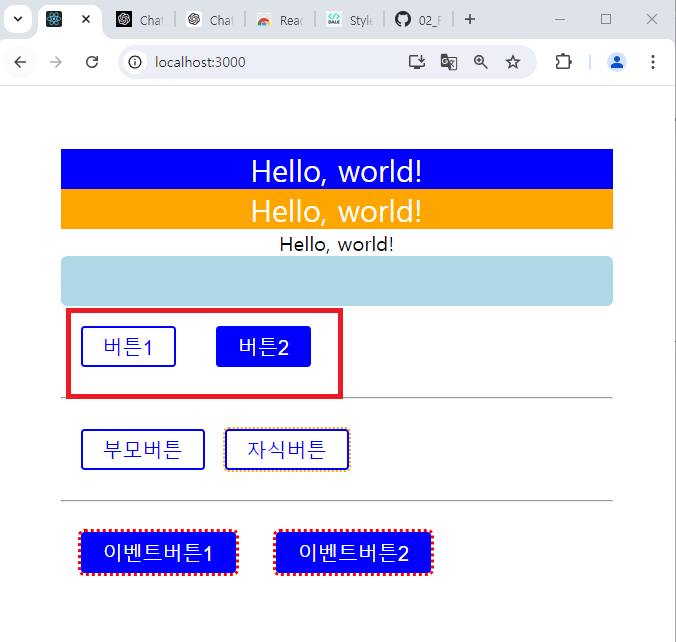 Chat
Chat
Reac
Style
02_F
localhost:3000
Hello, world!
Hello, world!
Hello, world!
버튼1 버튼2
부모버튼 자식버튼
이벤트버튼1 이벤트버튼2